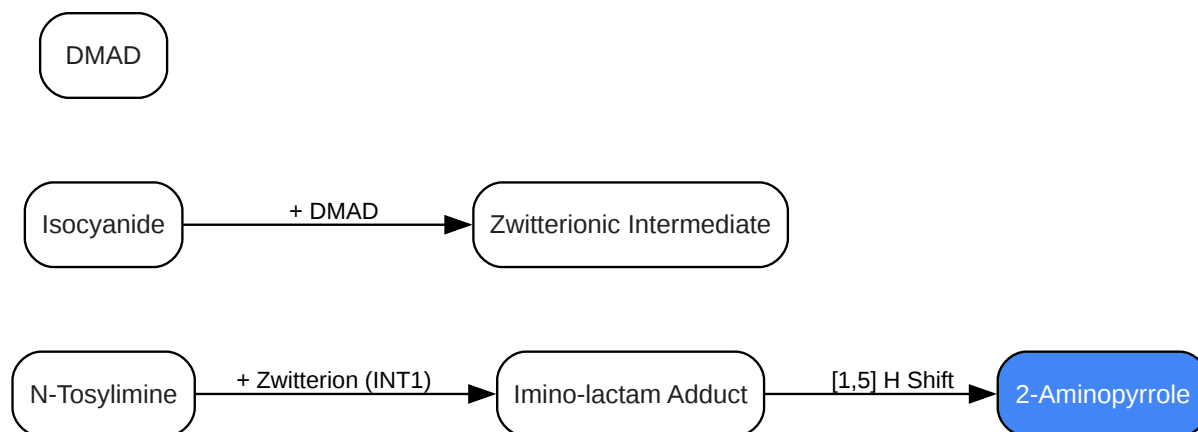 DMAD
Isocyanide
+ DMAD
Zwitterionic Intermediate
N-Tosylimine
+ Zwitterion (INT1)
Imino-lactam Adduct
[1,5] H Shift
2-Aminopyrrole